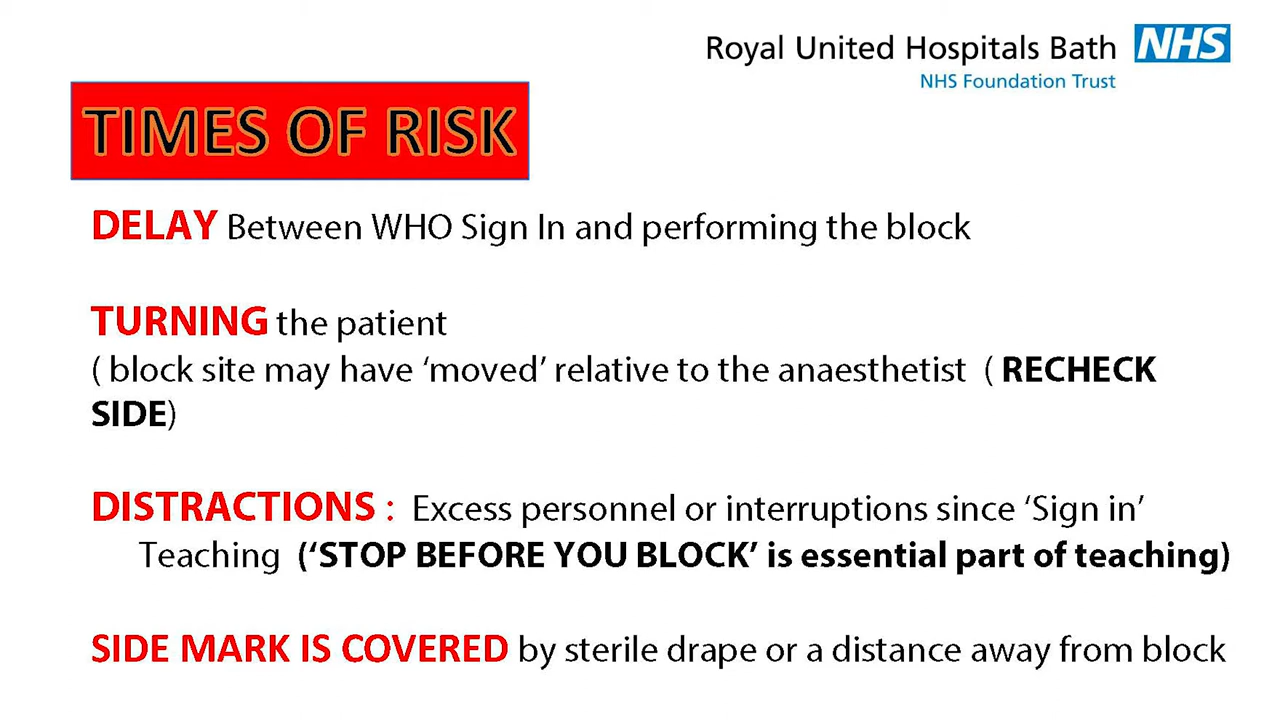 Royal United Hospitals Bath NHS
NHS Foundation Trust
TIMES OF RISK
DELAY Between WHO Sign In and performing the block
TURNING the patient
( block site may have ‘moved’ relative to the anaesthetist ( RECHECK
SIDE)
DISTRACTIONS : Excess personnel or interruptions since ‘Sign in’
Teaching (‘STOP BEFORE YOU BLOCK’ is essential part of teaching)
SIDE MARK IS COVERED by sterile drape or a distance away from block